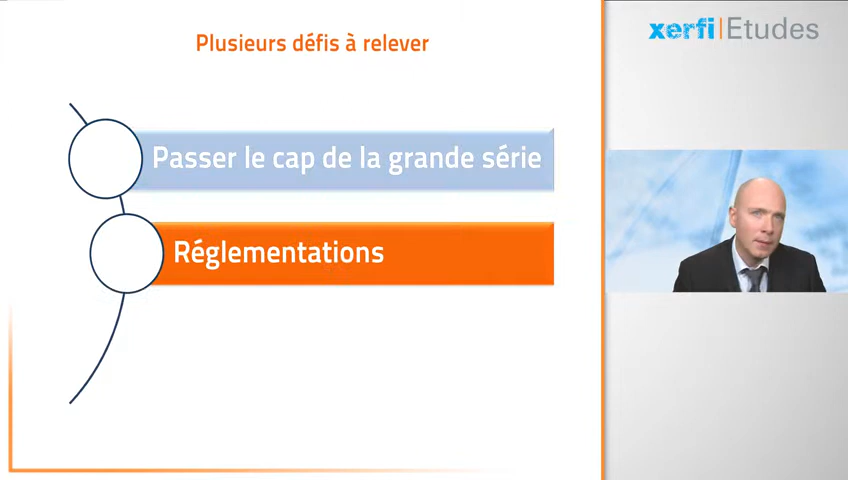 Plusieurs défis à relever
xerfi|Etudes
Passer le cap de la grande série
Réglementations